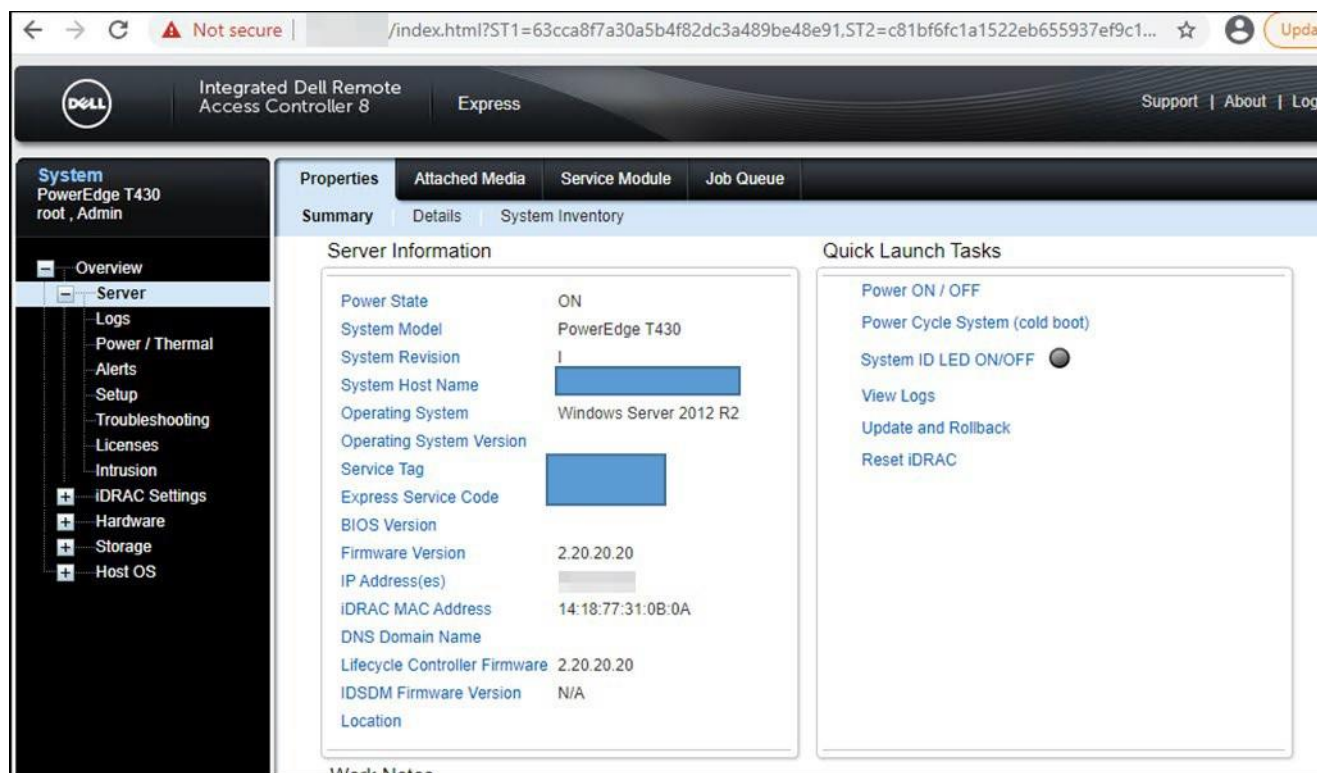 Not secure | /index.html?ST1=63cca8f7a30a5b4f82dc3a489be48e91,ST2=c81bf6fc1a1522eb655937ef9c1... Upda
DELL
Integrated Dell Remote
Access Controller 8
Express
Support | About | Log
System
PowerEdge T430
root , Admin
Overview
Server
Logs
Power / Thermal
Alerts
Setup
Troubleshooting
Licenses
Intrusion
iDRAC Settings
Hardware
Storage
Host OS
Properties Attached Media Service Module Job Queue
Summary Details System Inventory
Server Information
Power State ON
System Model PowerEdge T430
System Revision I
System Host Name
Operating System Windows Server 2012 R2
Operating System Version
Service Tag
Express Service Code
BIOS Version
Firmware Version 2.20.20.20
IP Address(es)
iDRAC MAC Address 14:18:77:31:0B:0A
DNS Domain Name
Lifecycle Controller Firmware 2.20.20.20
IDSDM Firmware Version N/A
Location
Quick Launch Tasks
Power ON / OFF
Power Cycle System (cold boot)
System ID LED ON/OFF
View Logs
Update and Rollback
Reset iDRAC
Work Notes